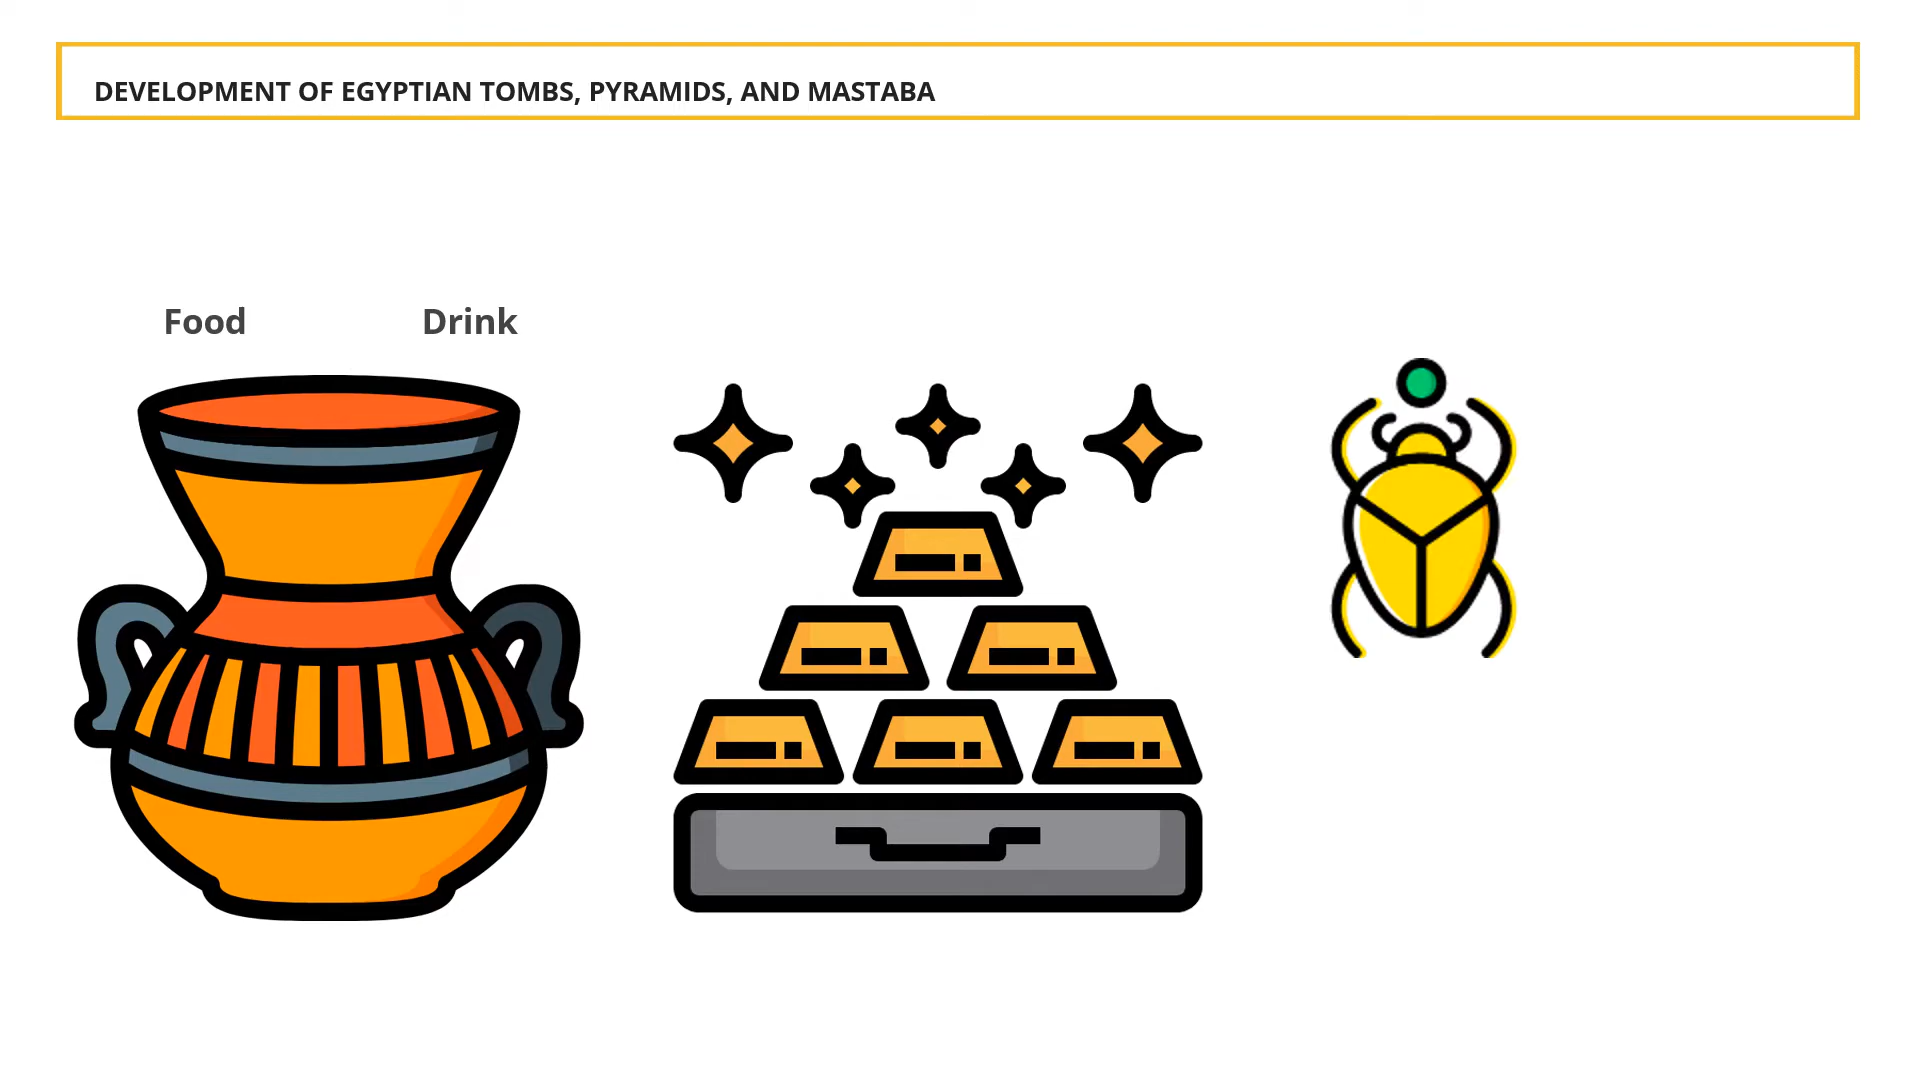 DEVELOPMENT OF EGYPTIAN TOMBS, PYRAMIDS, AND MASTABA
Food Drink